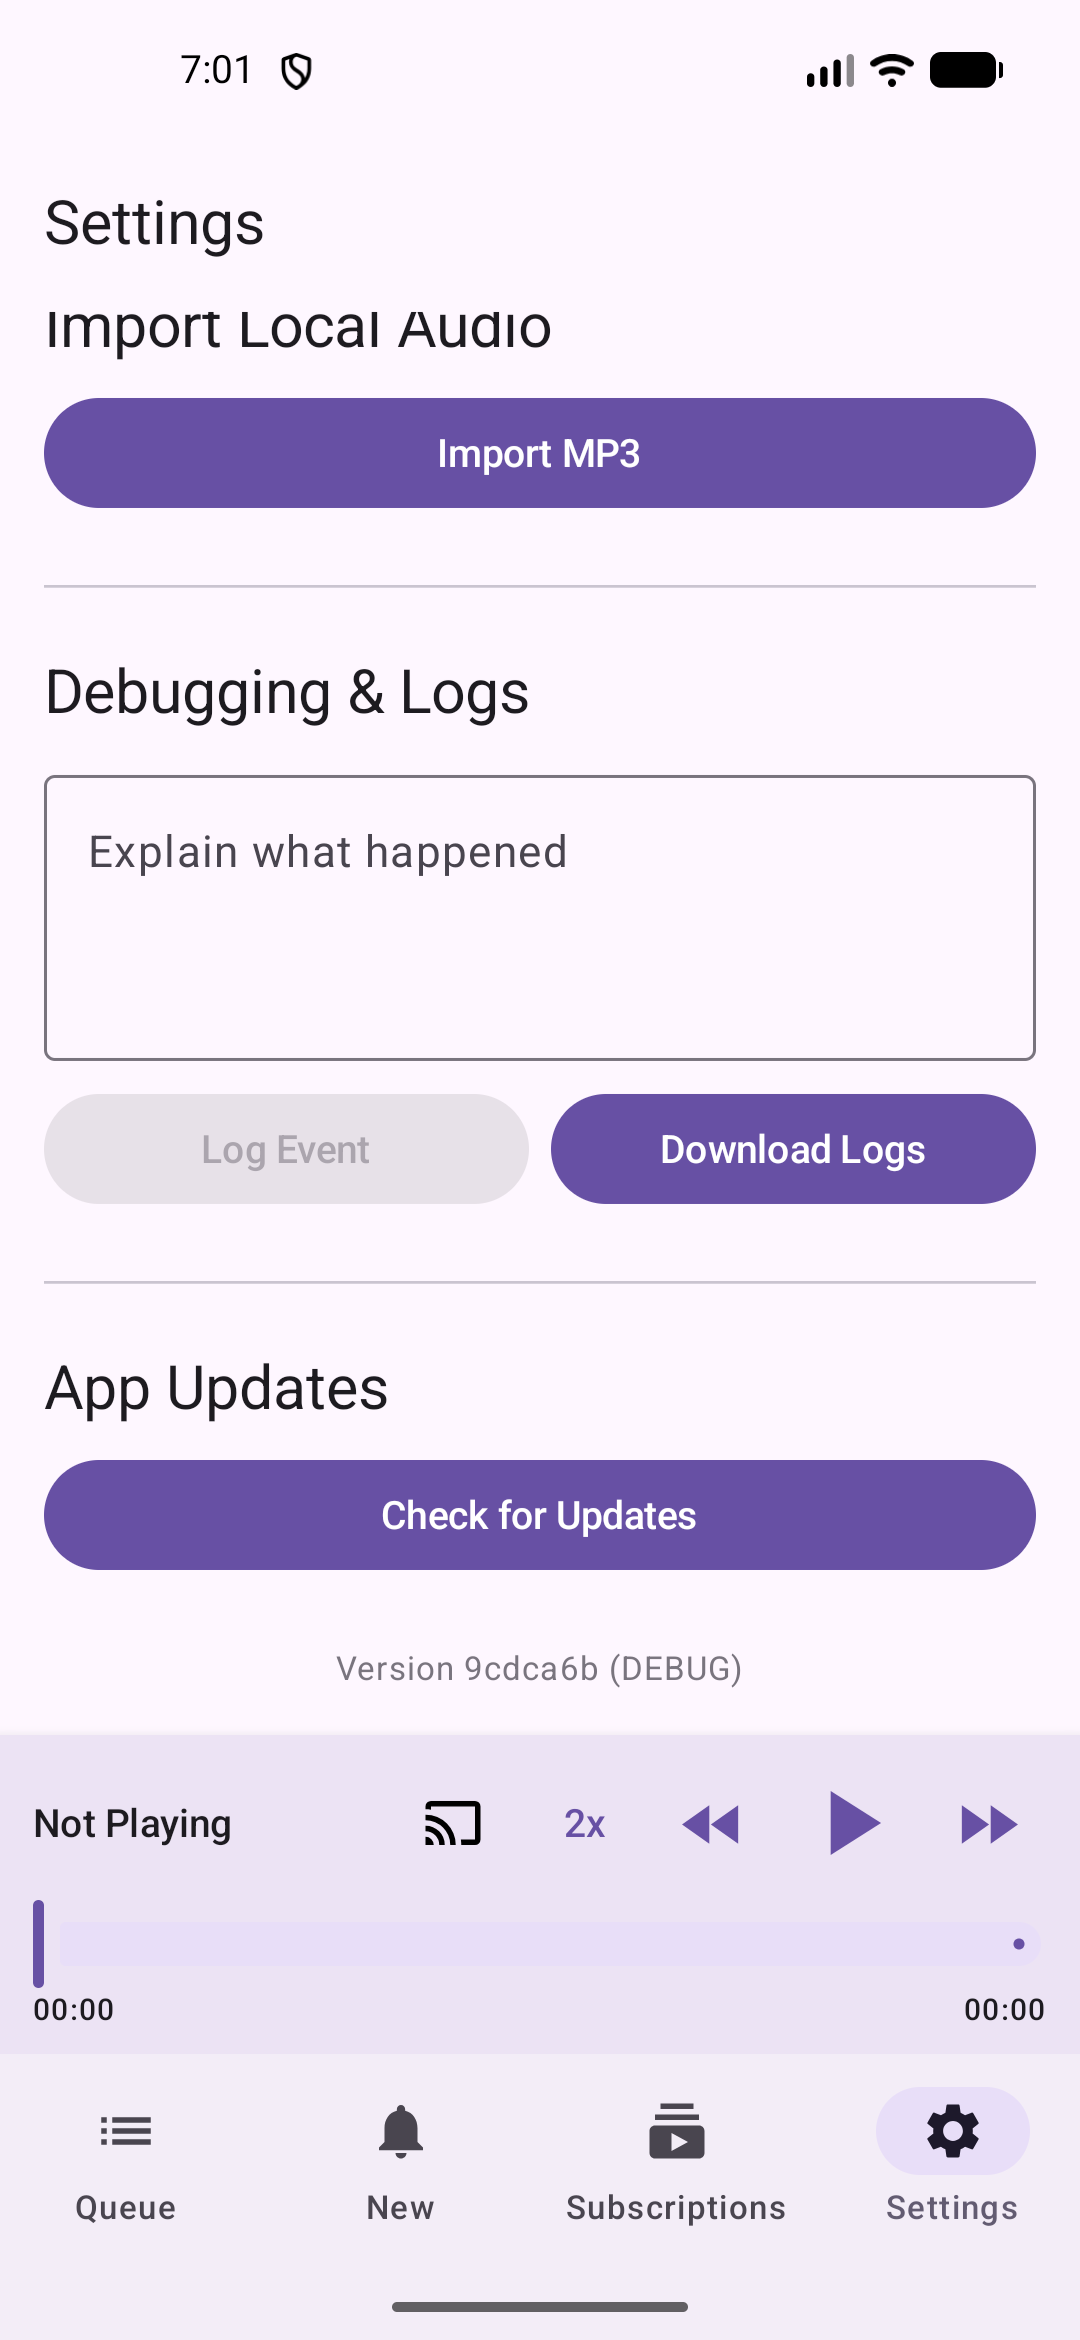 7:01
Settings
Import Local Audio
Import MP3
Debugging & Logs
Explain what happened
Log Event
Download Logs
App Updates
Check for Updates
Version 9cdca6b (DEBUG)
Not Playing
2x
00:00
00:00
Queue
New
Subscriptions
Settings